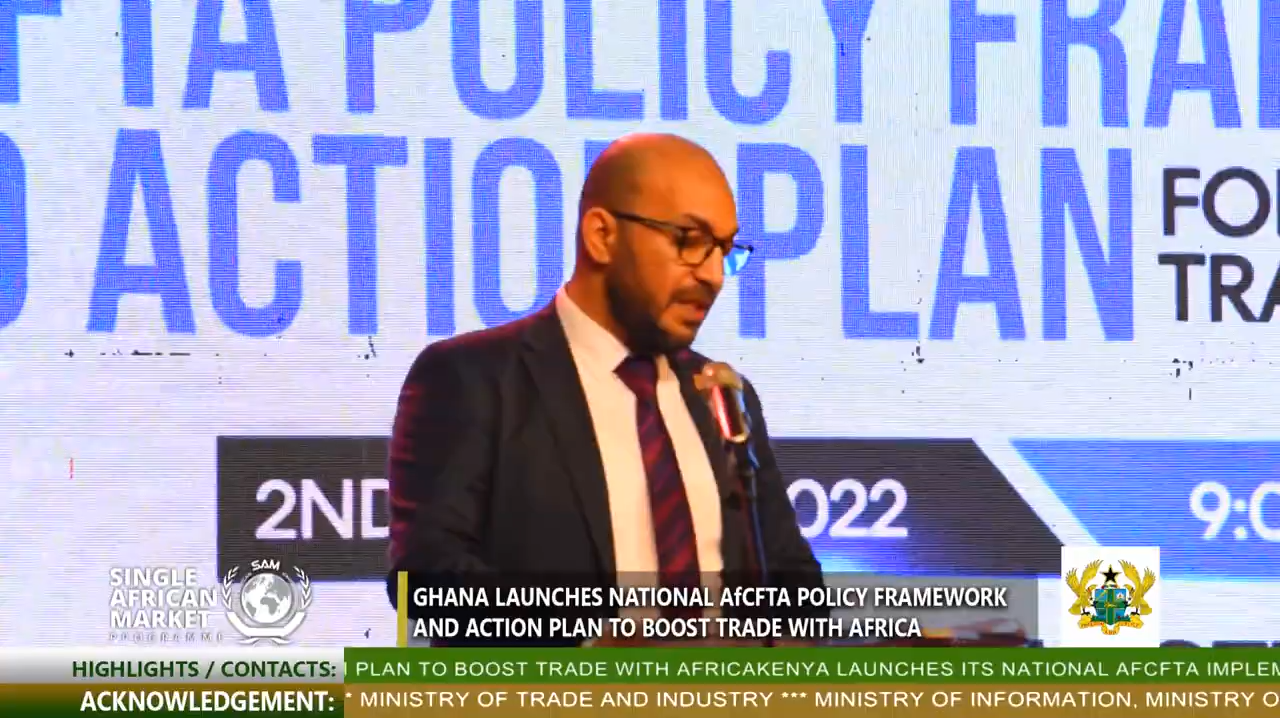 FTA POLICY FRA
ACTION PLAN
FO
TRA
2ND 2022
9:0
SAM
SINGLE
AFRICAN
MARKET
PROGRAMME
GHANA LAUNCHES NATIONAL AfCFTA POLICY FRAMEWORK
AND ACTION PLAN TO BOOST TRADE WITH AFRICA
HIGHLIGHTS / CONTACTS: PLAN TO BOOST TRADE WITH AFRICAKENYA LAUNCHES ITS NATIONAL AFCFTA IMPLEM
ACKNOWLEDGEMENT: * MINISTRY OF TRADE AND INDUSTRY *** MINISTRY OF INFORMATION, MINISTRY O